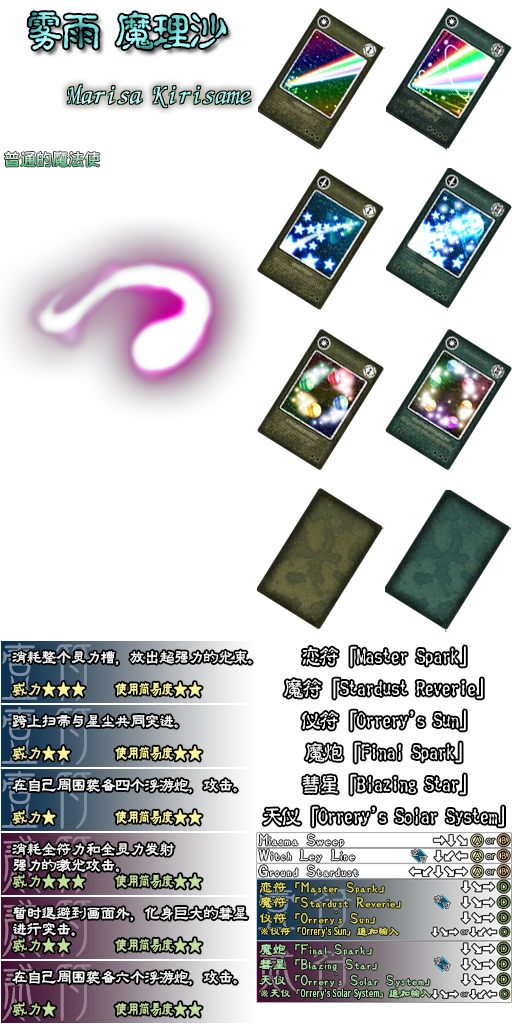 雾雨 魔理沙
Marisa Kirisame
普通的魔法使
消耗整个灵力槽，放出超强力的光束。
威力★★★ 使用简易度★★
跨上扫帚与星尘共同突进。
威力★★ 使用简易度★★
在自己周围装备四个浮游炮，攻击。
威力★ 使用简易度★★
消耗全符力和全灵力发射
强力的激光攻击。
威力★★★ 使用简易度★★
暂时退避到画面外，化身巨大的彗星
进行突击。
威力★★ 使用简易度★★
在自己周围装备六个浮游炮，攻击。
威力★ 使用简易度★★
恋符「Master Spark」
魔符「Stardust Reverie」
仪符「Orrery's Sun」
魔炮「Final Spark」
彗星「Blazing Star」
天仪「Orrery's Solar System」
Miasma Sweep →↓↘ A or B
Witch Ley Line ↓↙← A or B
Ground Stardust ←↙↓↘→ A or B
恋符「Master Spark」 ↓↘→ D
魔符「Stardust Reverie」 ↓↘→ D
仪符「Orrery's Sun」 ↓↘→ D
※仪符「Orrery's Sun」追加輸入 ↓↘→ or ↓↙← D
魔炮「Final Spark」 ↓↘→ D
彗星「Blazing Star」 ↓↘→ D
天仪「Orrery's Solar System」 ↓↘→ D
※天仪「Orrery's Solar System」追加輸入 ↓↘→ or ↓↙← D